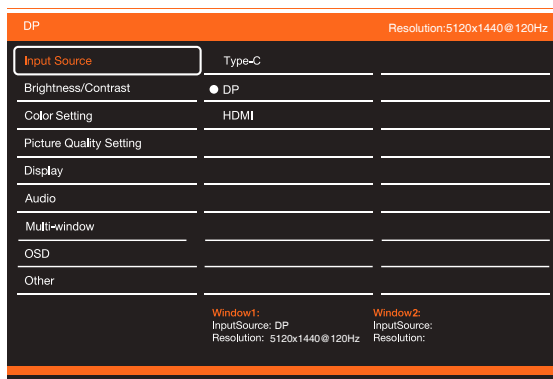 DP Resolution:5120x1440@120Hz
Input Source Type-C
Brightness/Contrast DP
Color Setting HDMI
Picture Quality Setting
Display
Audio
Multi-window
OSD
Other
Window1: Window2:
InputSource: DP InputSource:
Resolution: 5120x1440@120Hz Resolution: